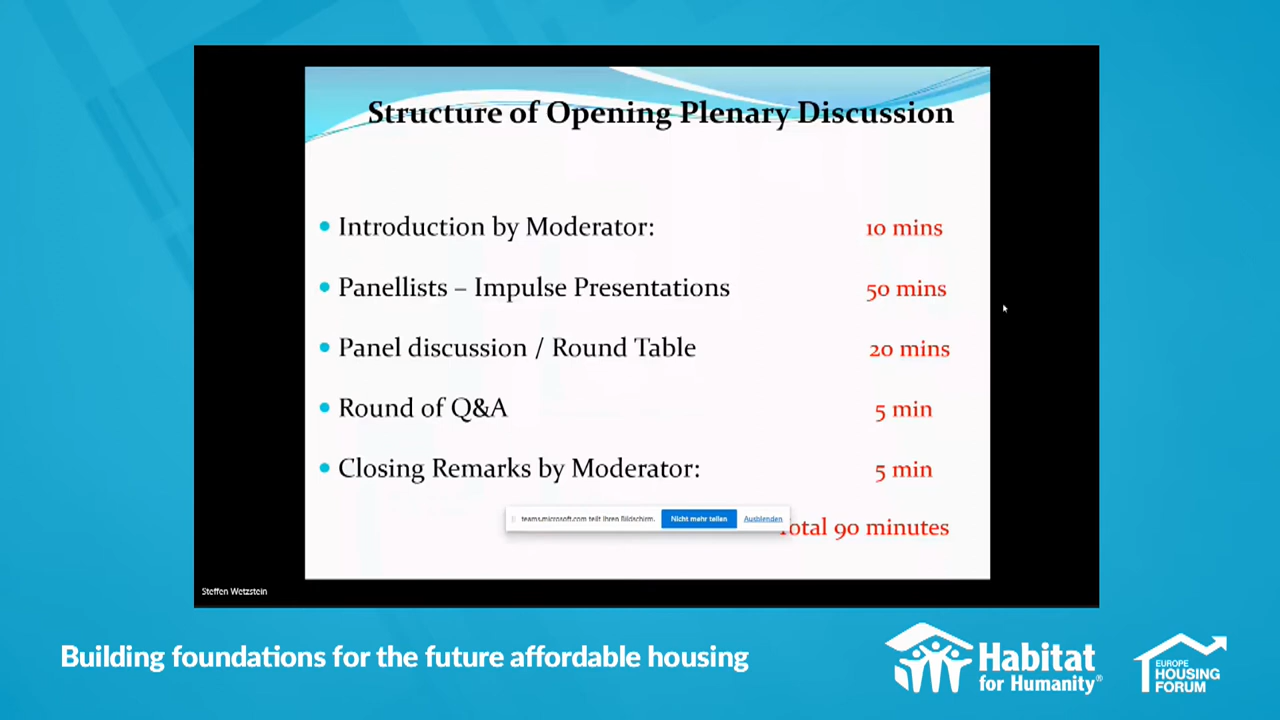 Structure of Opening Plenary Discussion
Introduction by Moderator: 10 mins
Panellists – Impulse Presentations 50 mins
Panel discussion / Round Table 20 mins
Round of Q&A 5 min
Closing Remarks by Moderator: 5 min
teams.microsoft.com teilt Ihren Bildschirm. Nicht mehr teilen Ausblenden
Total 90 minutes
Steffen Wetzstein
Building foundations for the future affordable housing
Habitat
for Humanity®
EUROPE
HOUSING
FORUM